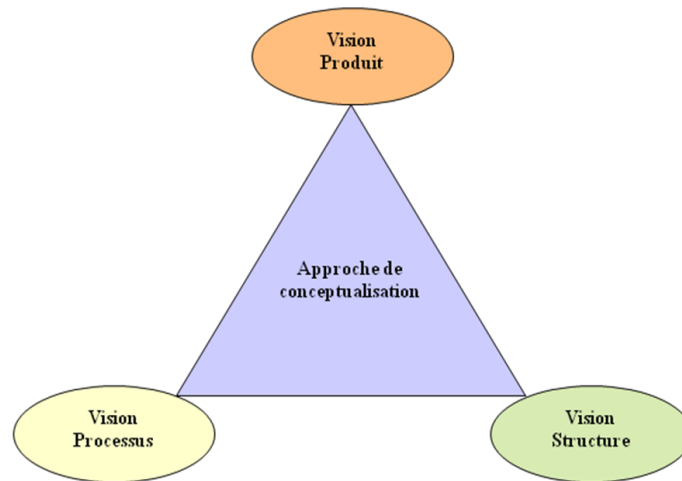 Vision
Produit
Approche de
conceptualisation
Vision
Processus
Vision
Structure